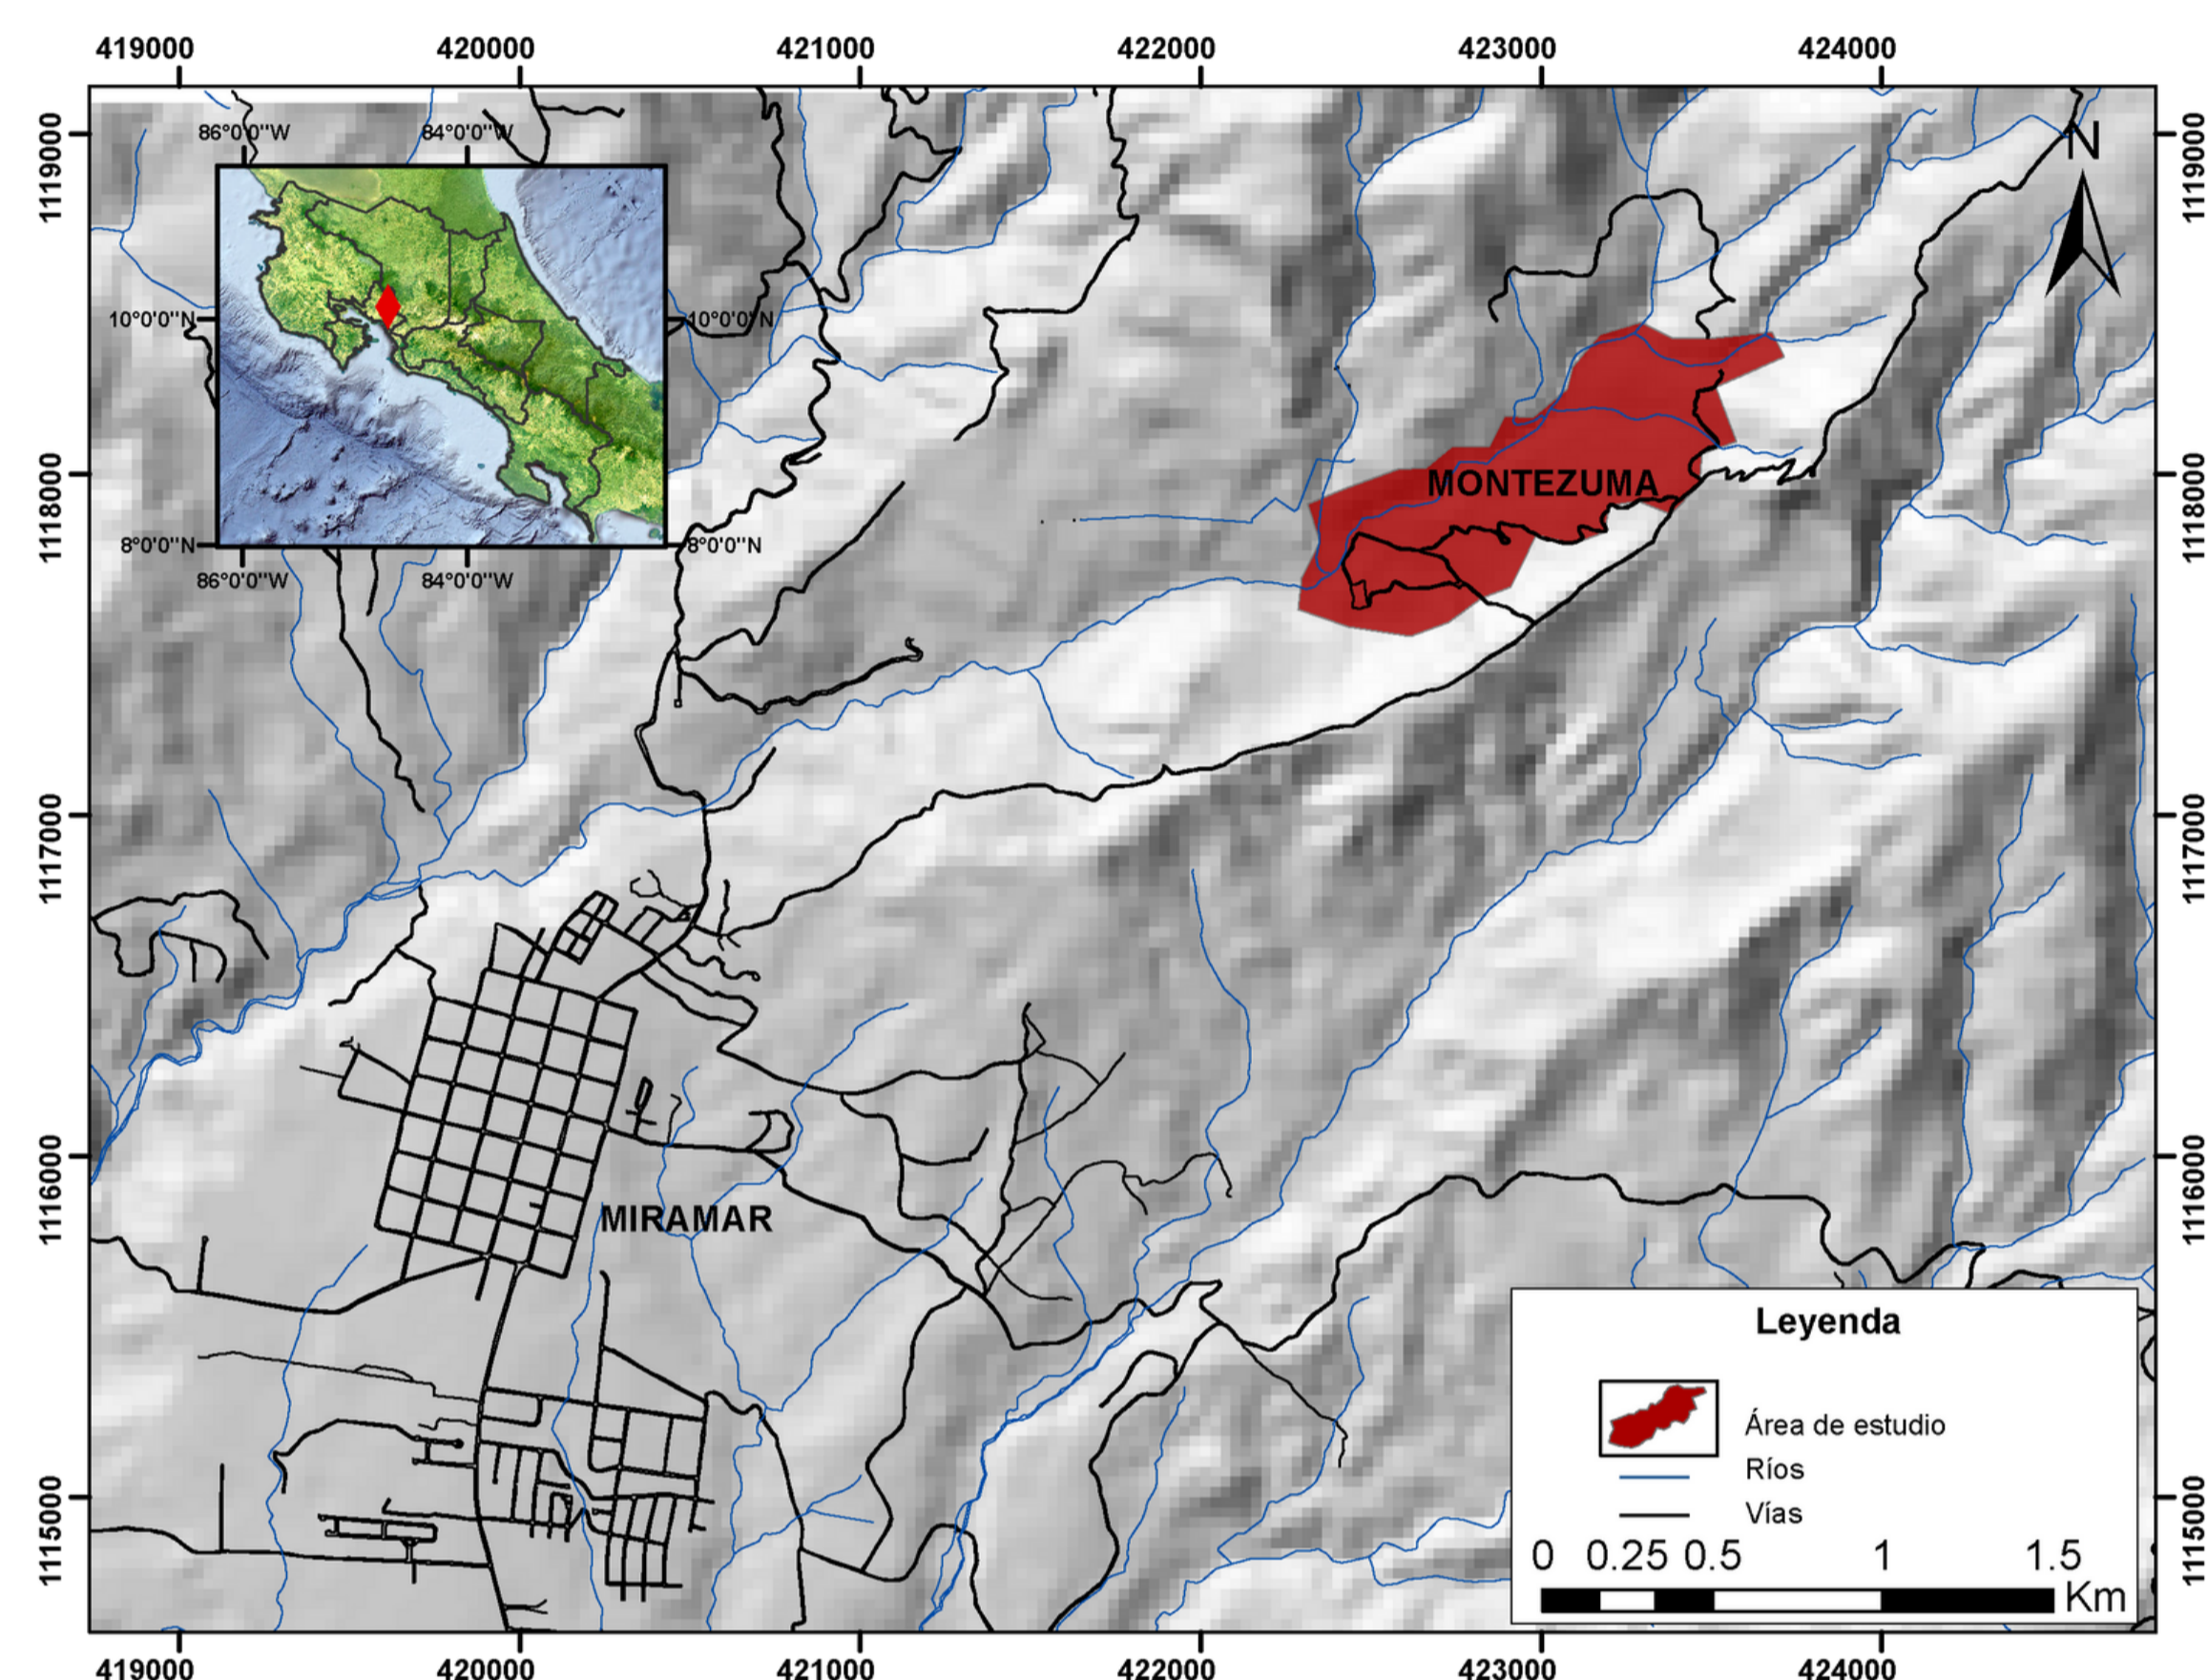 419000 420000 421000 422000 423000 424000
1119000
1118000
1117000
1116000
1115000
86°0'0"W 84°0'0"W
10°0'0"N 10°0'0"N
8°0'0"N 8°0'0"N
86°0'0"W 84°0'0"W
N
MONTEZUMA
MIRAMAR
Leyenda
Área de estudio
Ríos
Vías
0 0.25 0.5 1 1.5
Km
1119000
1118000
1117000
1116000
1115000
419000 420000 421000 422000 423000 424000